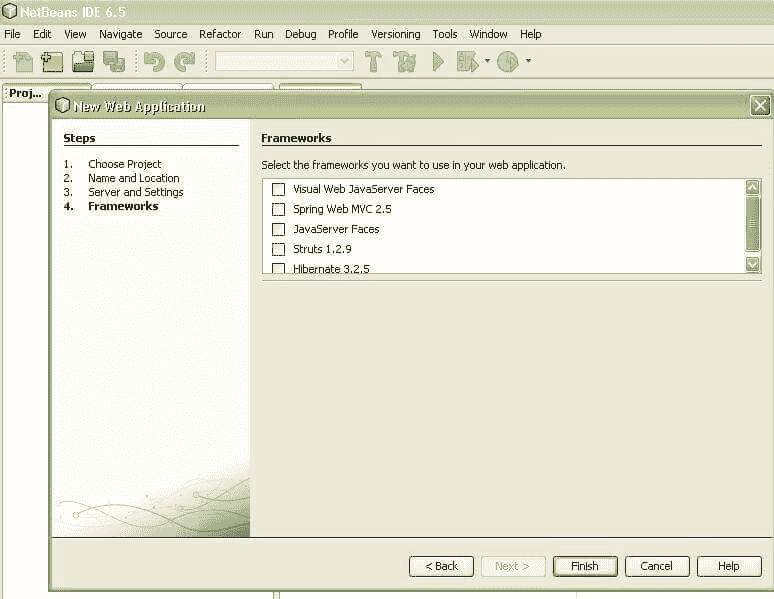 NetBeans IDE 6.5
File Edit View Navigate Source Refactor Run Debug Profile Versioning Tools Window Help
Proj...
New Web Application
Steps
1. Choose Project
2. Name and Location
3. Server and Settings
4. Frameworks
Frameworks
Select the frameworks you want to use in your web application.
Visual Web JavaServer Faces
Spring Web MVC 2.5
JavaServer Faces
Struts 1.2.9
Hibernate 3.2.5
< Back Next > Finish Cancel Help